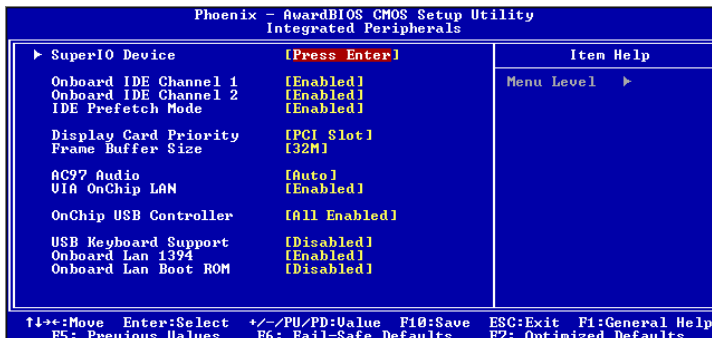 Phoenix - AwardBIOS CMOS Setup Utility
Integrated Peripherals
▶ SuperIO Device [Press Enter]
Item Help
Onboard IDE Channel 1 [Enabled]
Menu Level ▶
Onboard IDE Channel 2 [Enabled]
IDE Prefetch Mode [Enabled]
Display Card Priority [PCI Slot]
Frame Buffer Size [32M]
AC97 Audio [Auto]
VIA OnChip LAN [Enabled]
OnChip USB Controller [All Enabled]
USB Keyboard Support [Disabled]
Onboard Lan 1394 [Enabled]
Onboard Lan Boot ROM [Disabled]
↑↓→←:Move Enter:Select +/-/PU/PD:Value F10:Save ESC:Exit F1:General Help
F5: Previous Values F6: Fail-Safe Defaults F7: Optimized Defaults